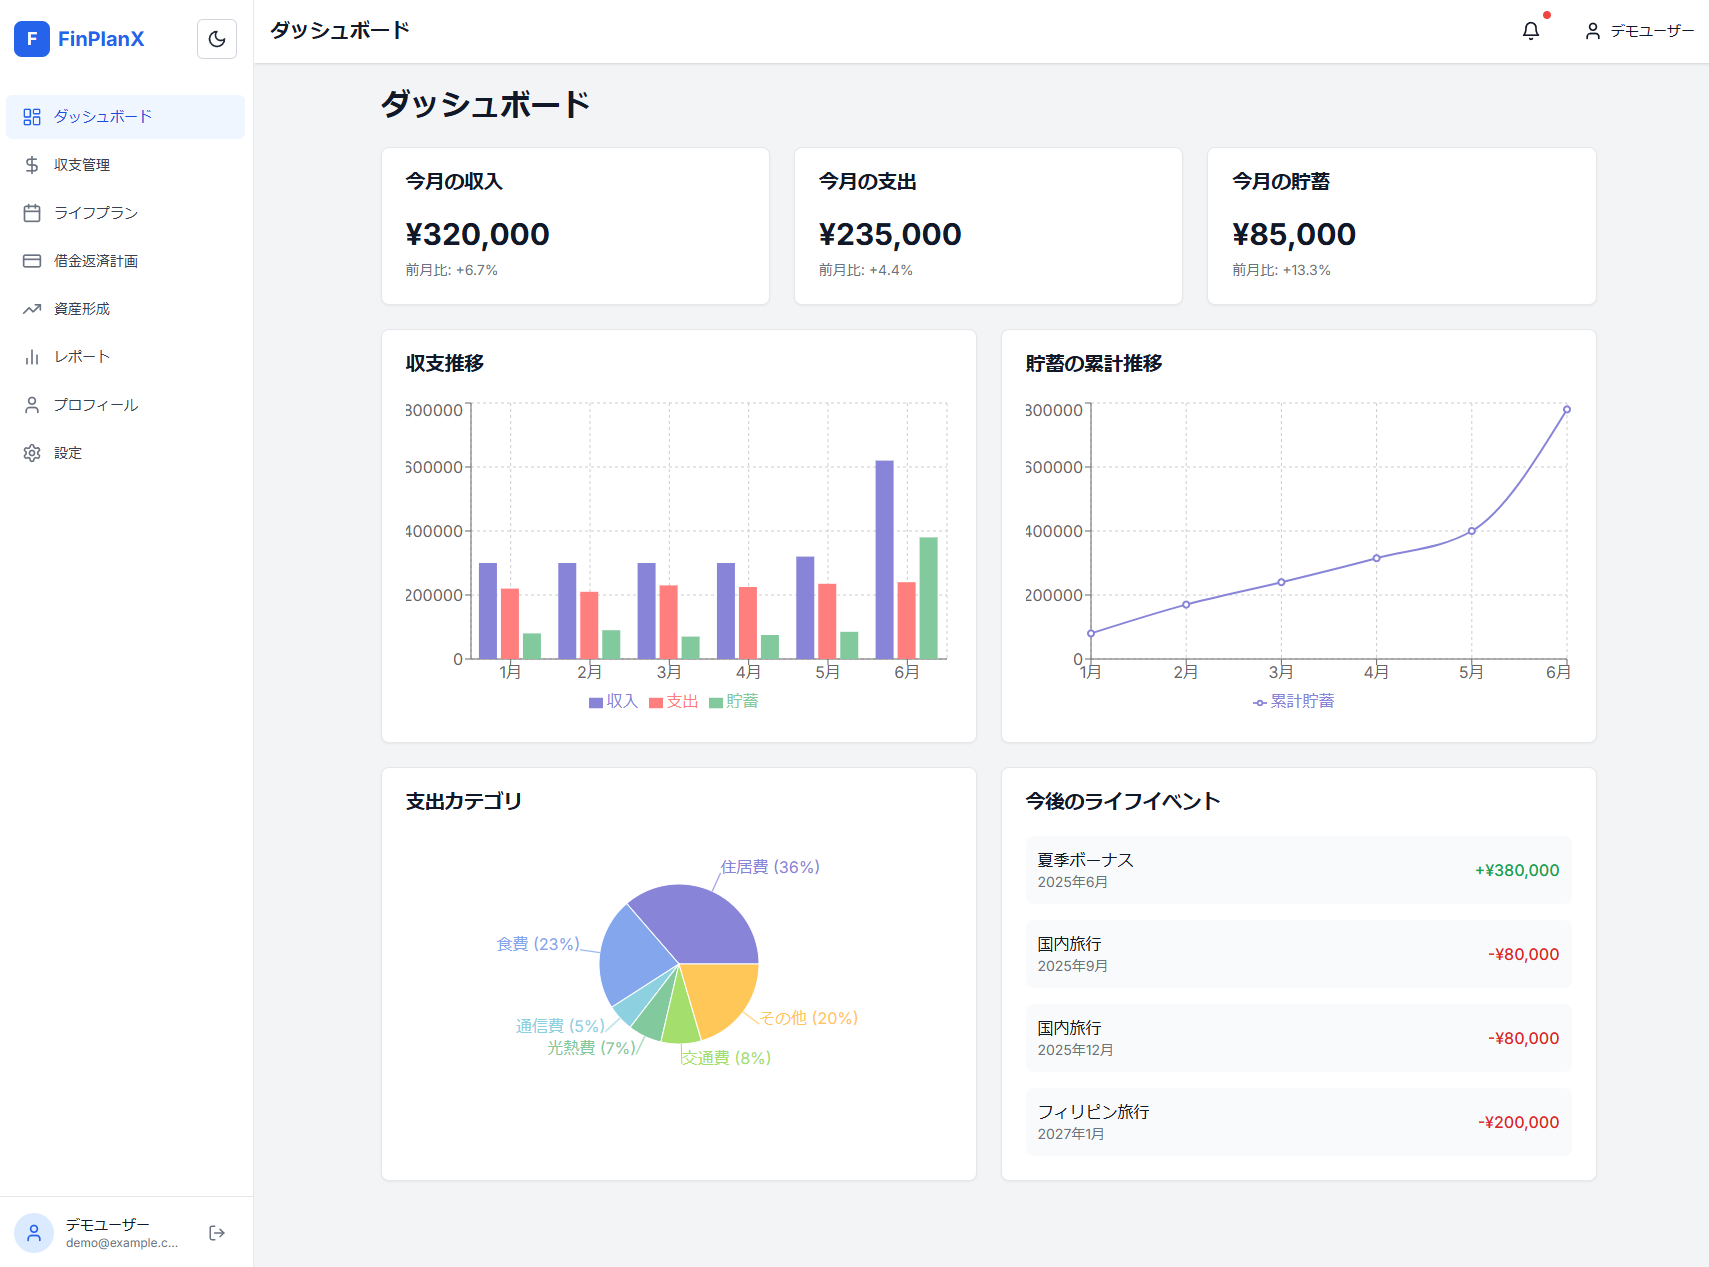 F FinPlanX
ダッシュボード
収支管理
ライフプラン
借金返済計画
資産形成
レポート
プロフィール
設定
デモユーザー
demo@example.c...
ダッシュボード
デモユーザー
ダッシュボード
今月の収入
¥320,000
前月比: +6.7%
今月の支出
¥235,000
前月比: +4.4%
今月の貯蓄
¥85,000
前月比: +13.3%
収支推移
800000
600000
400000
200000
0
1月 2月 3月 4月 5月 6月
収入 支出 貯蓄
貯蓄の累計推移
800000
600000
400000
200000
0
1月 2月 3月 4月 5月 6月
累計貯蓄
支出カテゴリ
住居費 (36%)
食費 (23%)
通信費 (5%)
光熱費 (7%)
交通費 (8%)
その他 (20%)
今後のライフイベント
夏季ボーナス
2025年6月
+¥380,000
国内旅行
2025年9月
-¥80,000
国内旅行
2025年12月
-¥80,000
フィリピン旅行
2027年1月
-¥200,000